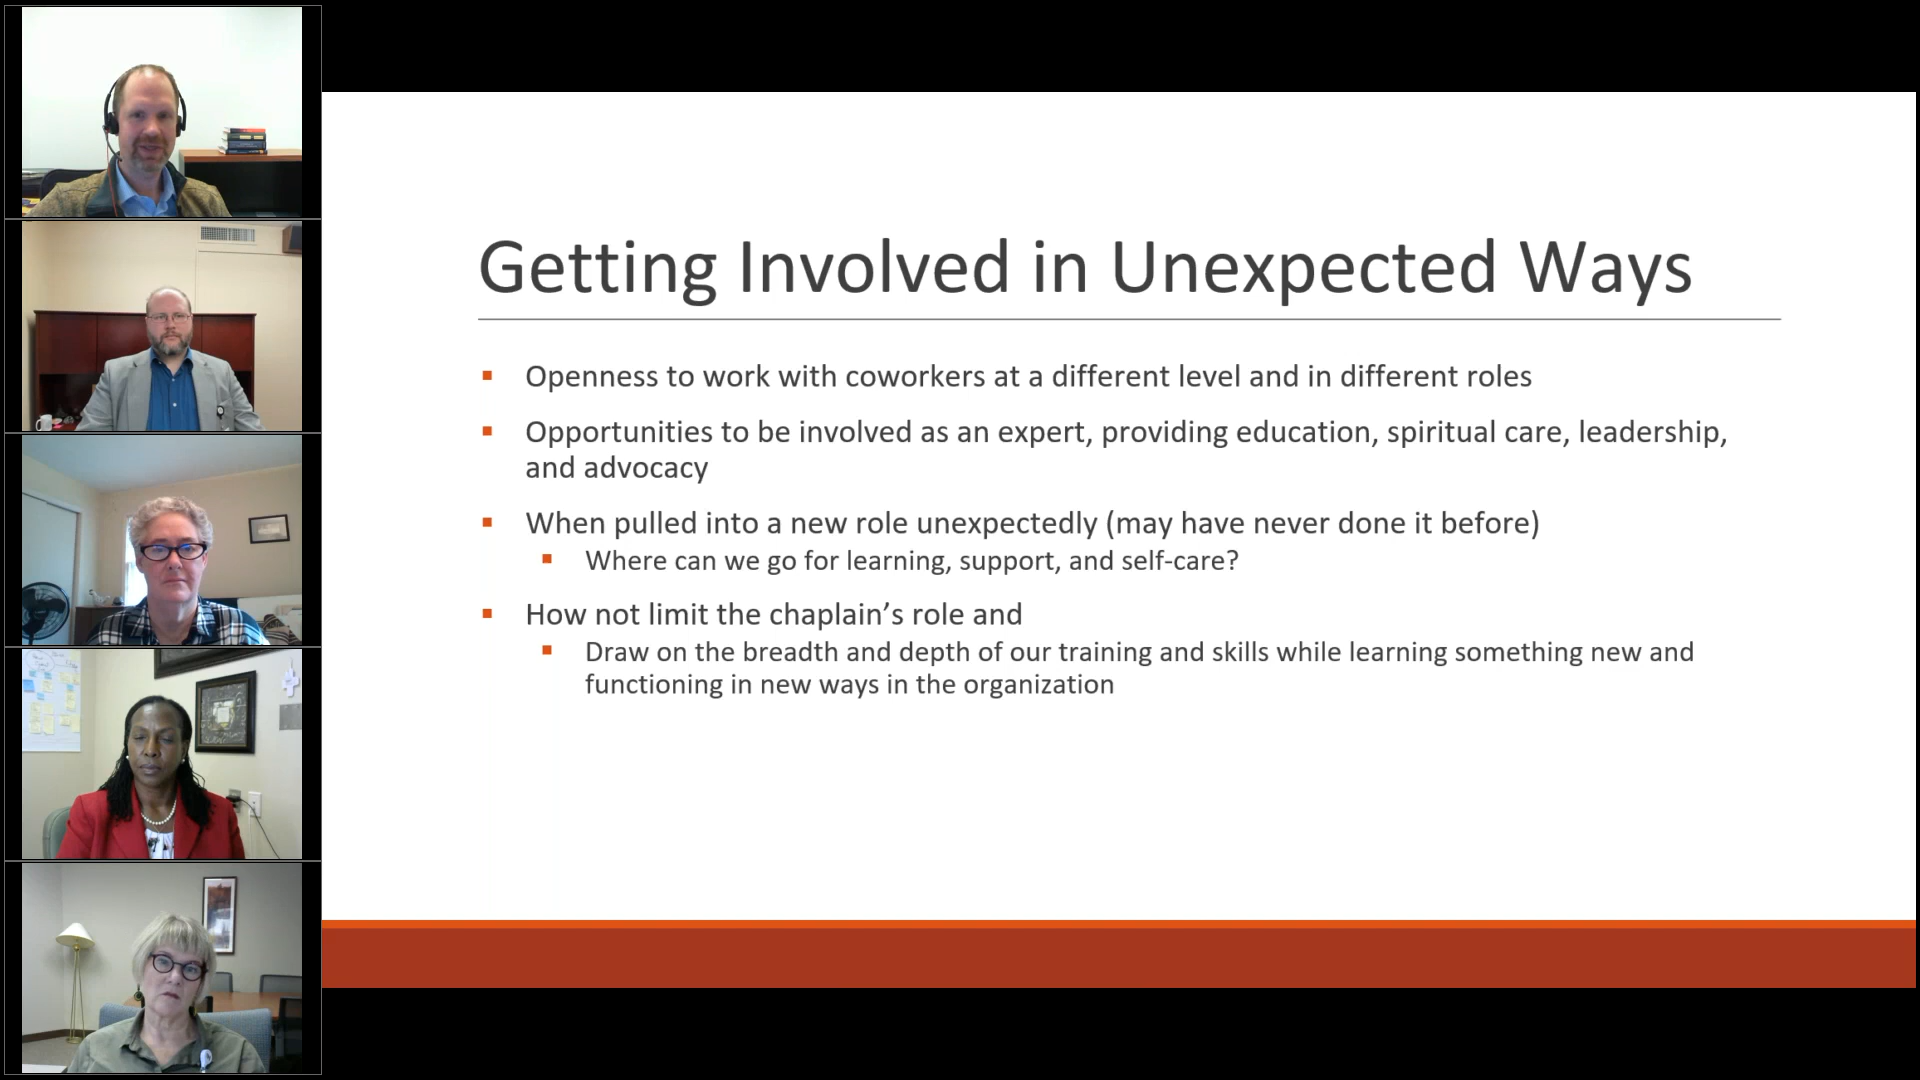 Getting Involved in Unexpected Ways
Openness to work with coworkers at a different level and in different roles
Opportunities to be involved as an expert, providing education, spiritual care, leadership,
and advocacy
When pulled into a new role unexpectedly (may have never done it before)
Where can we go for learning, support, and self-care?
How not limit the chaplain’s role and
Draw on the breadth and depth of our training and skills while learning something new and
functioning in new ways in the organization